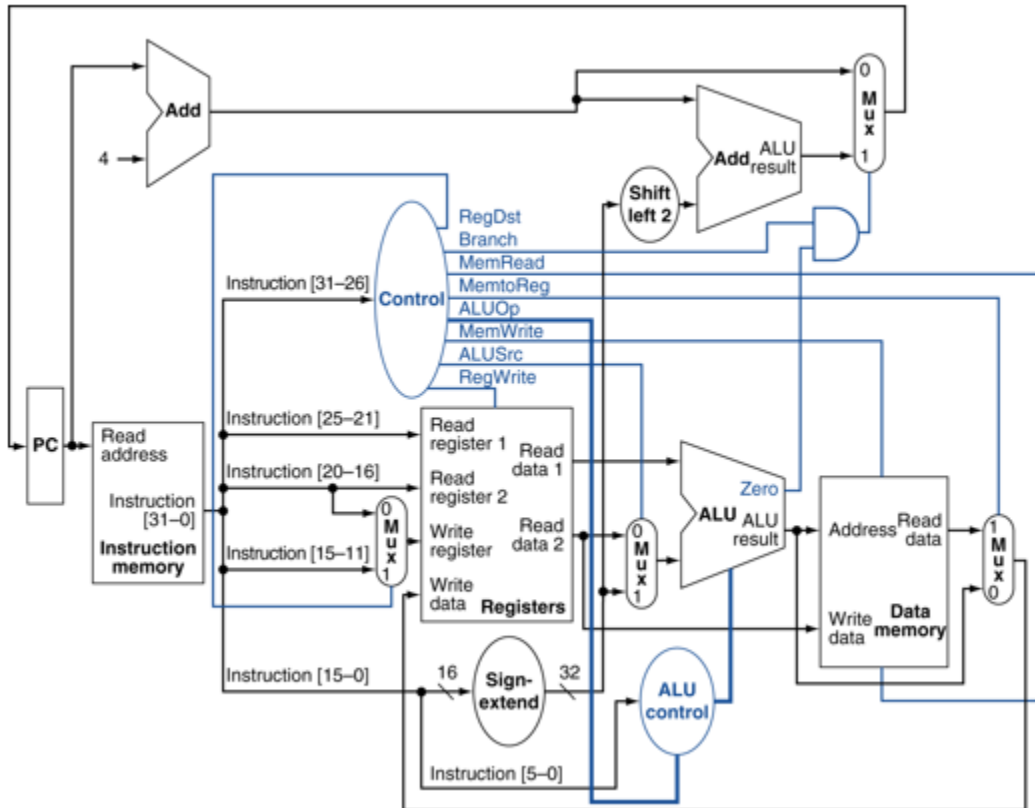 0
M
u
x
1
Add
4
Add
ALU
result
Shift
left 2
RegDst
Branch
MemRead
MemtoReg
ALUOp
MemWrite
ALUSrc
RegWrite
Control
Instruction [31–26]
Instruction [25–21]
Instruction [20–16]
Instruction [15–11]
Instruction [15–0]
Instruction [5–0]
PC
Read
address
Instruction
[31–0]
Instruction
memory
0
M
u
x
1
Read
register 1
Read
register 2
Write
register
Write
data
Read
data 1
Read
data 2
Registers
0
M
u
x
1
Zero
ALU
ALU
result
Address
Read
data
Write
data
Data
memory
1
M
u
x
0
16
Sign-
extend
32
ALU
control